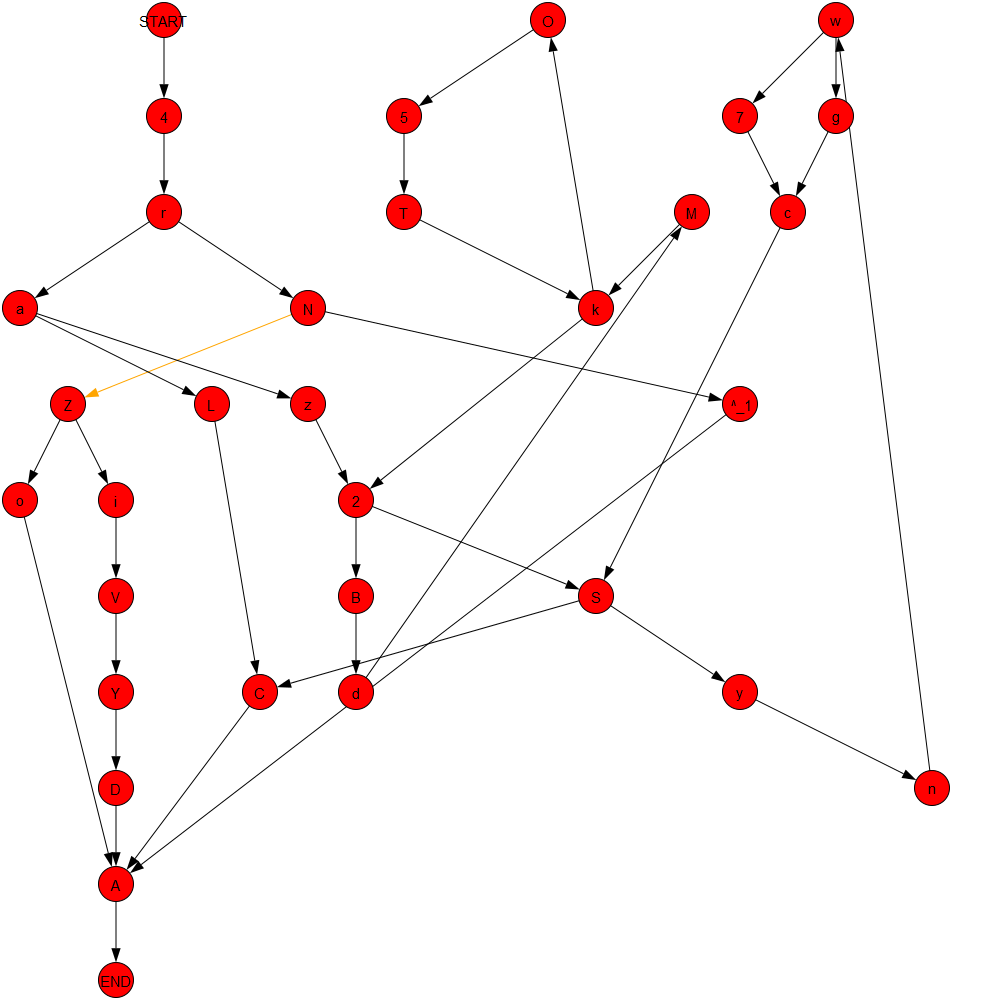 START O w
4 5 7 g
r T M c
a N k
Z L z ^_1
o i 2
V B S
Y C d y
D n
A
END